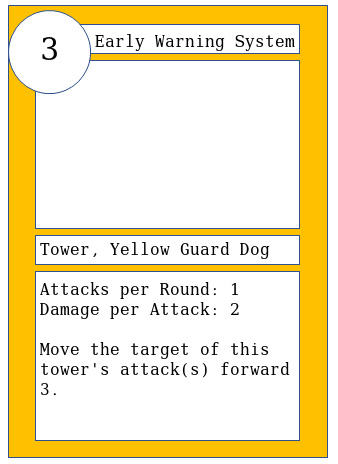 3
Early Warning System
Tower, Yellow Guard Dog
Attacks per Round: 1
Damage per Attack: 2
Move the target of this
tower's attack(s) forward
3.